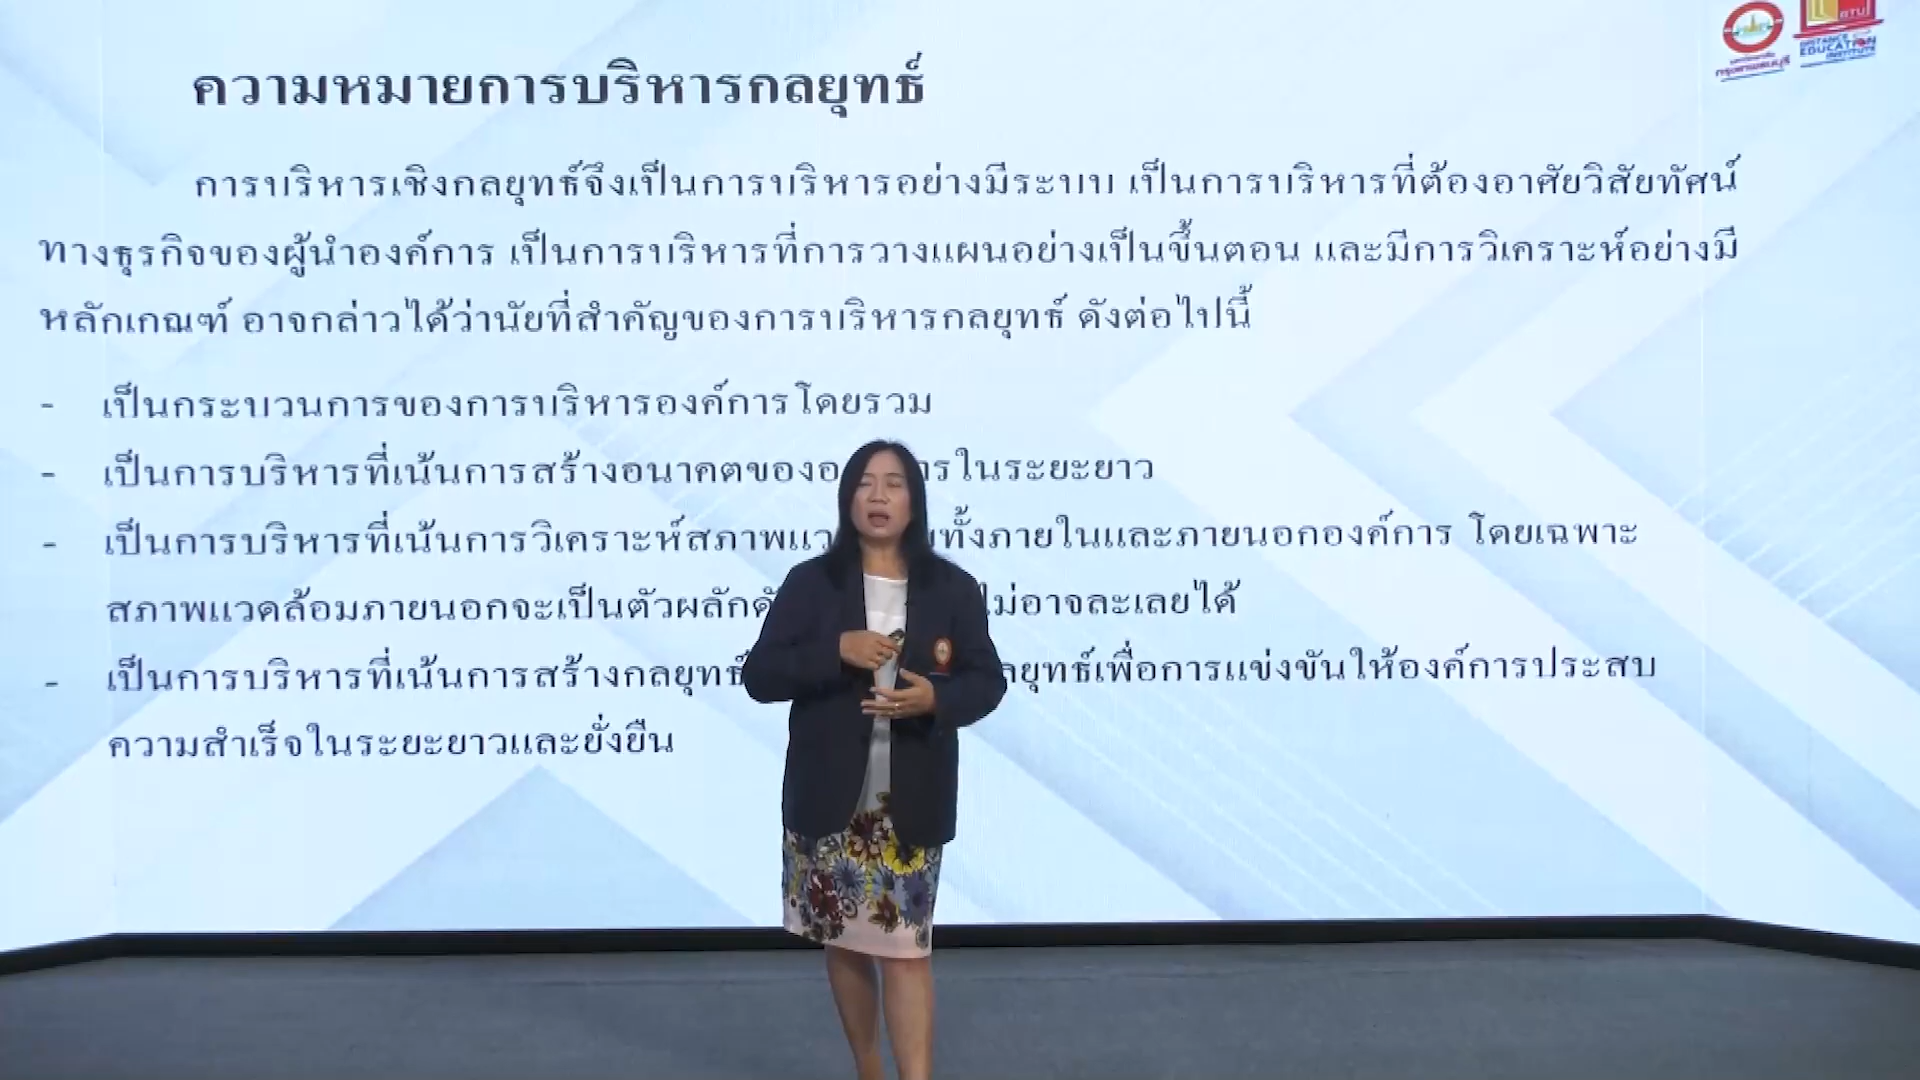 ความหมายการบริหารกลยุทธ์
BTU
DISTANCE
EDUCATION
INSTITUTE
กรุงเทพธนบุรี
การบริหารเชิงกลยุทธ์จึงเป็นการบริหารอย่างมีระบบ เป็นการบริหารที่ต้องอาศัยวิสัยทัศน์
ทางธุรกิจของผู้นำองค์การ เป็นการบริหารที่การวางแผนอย่างเป็นขึ้นตอน และมีการวิเคราะห์อย่างมี
หลักเกณฑ์ อาจกล่าวได้ว่านัยที่สำคัญของการบริหารกลยุทธ์ ดังต่อไปนี้
- เป็นกระบวนการของการบริหารองค์การโดยรวม
- เป็นการบริหารที่เน้นการสร้างอนาคตของ ในระยะยาว
- เป็นการบริหารที่เน้นการวิเคราะห์ ทั้งภายในและภายนอกองค์การ โดยเฉพาะ
สภาพแวดล้อมภายนอกจะเป็นตัว ไม่อาจละเลยได้
- เป็นการบริหารที่เน้นการสร้างกลยุทธ์ เพื่อการแข่งขันให้องค์การประสบ
ความสำเร็จในระยะยาวและยั่งยืน